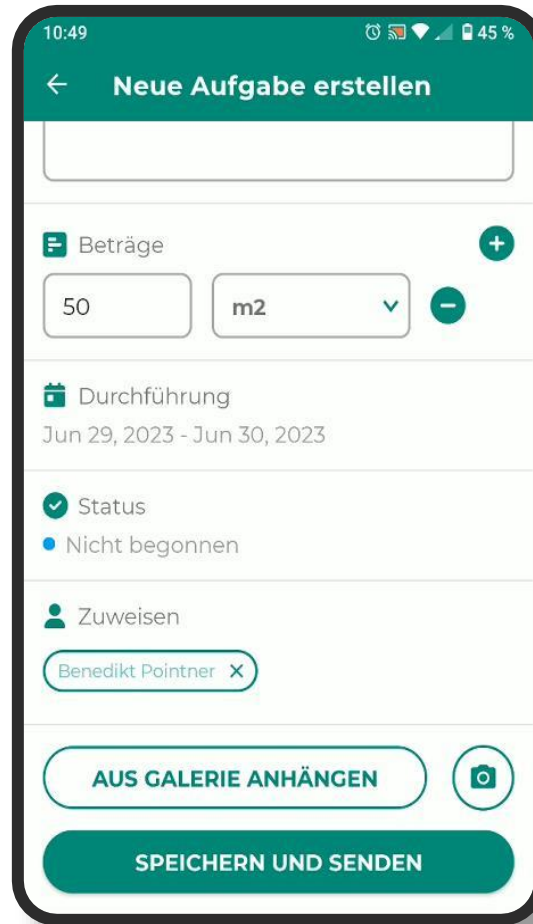 10:49 45 %
Neue Aufgabe erstellen
Beträge
50 m2
Durchführung
Jun 29, 2023 - Jun 30, 2023
Status
Nicht begonnen
Zuweisen
Benedikt Pointner
AUS GALERIE ANHÄNGEN
SPEICHERN UND SENDEN